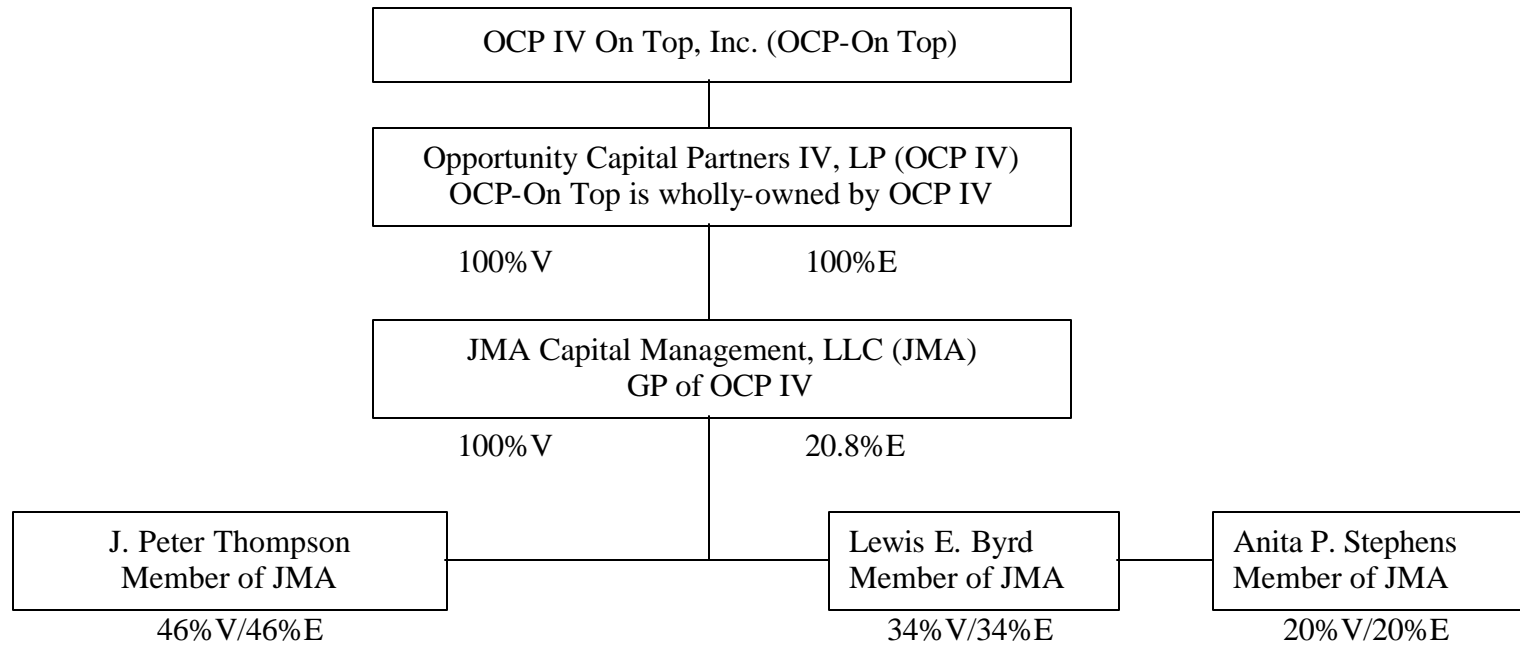 OCP IV On Top, Inc. (OCP-On Top)
Opportunity Capital Partners IV, LP (OCP IV)
OCP-On Top is wholly-owned by OCP IV
100%V 100%E
JMA Capital Management, LLC (JMA)
GP of OCP IV
100%V 20.8%E
J. Peter Thompson
Member of JMA
46%V/46%E
Lewis E. Byrd
Member of JMA
34%V/34%E
Anita P. Stephens
Member of JMA
20%V/20%E